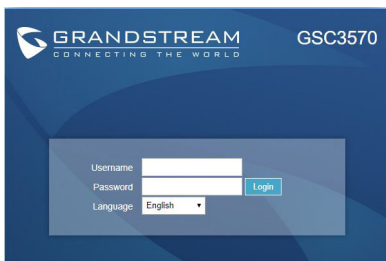 GRANDSTREAM
CONNECTING THE WORLD
GSC3570
Username
Password
Login
Language
English